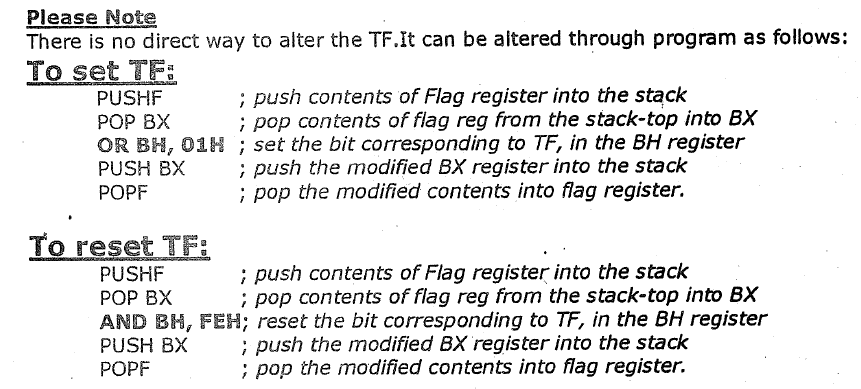 Please Note
There is no direct way to alter the TF.It can be altered through program as follows:
To set TF:
PUSHF ; push contents of Flag register into the stack
POP BX ; pop contents of flag reg from the stack-top into BX
OR BH, 01H ; set the bit corresponding to TF, in the BH register
PUSH BX ; push the modified BX register into the stack
POPF ; pop the modified contents into flag register.
To reset TF:
PUSHF ; push contents of Flag register into the stack
POP BX ; pop contents of flag reg from the stack-top into BX
AND BH, FEH; reset the bit corresponding to TF, in the BH register
PUSH BX ; push the modified BX register into the stack
POPF ; pop the modified contents into flag register.